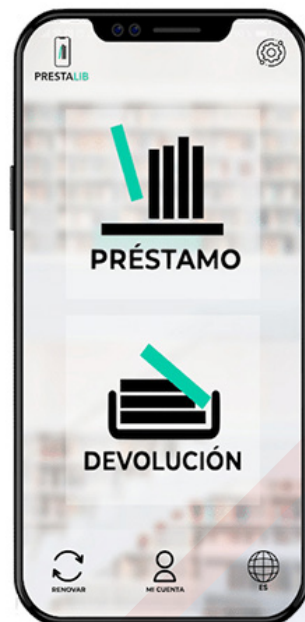 PRESTALIB
PRÉSTAMO
DEVOLUCIÓN
RENOVAR
MI CUENTA
ES